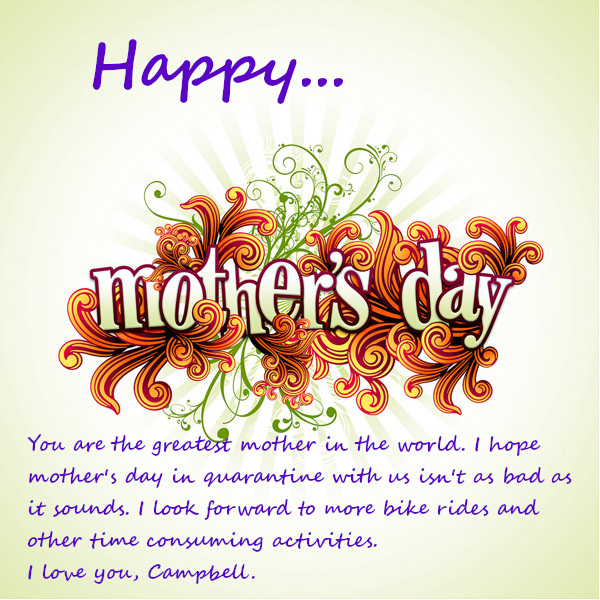 Happy...
mother's day
You are the greatest mother in the world. I hope
mother's day in quarantine with us isn't as bad as
it sounds. I look forward to more bike rides and
other time consuming activities.
I love you, Campbell.